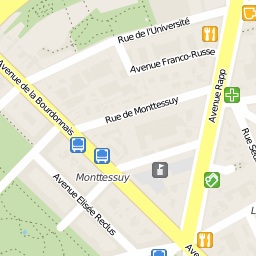 Rue de l'Université
Avenue Franco-Russe
Avenue de la Bourdonnais
Avenue Rapp
Rue de Monttessuy
Monttessuy
Avenue Elisée Reclus